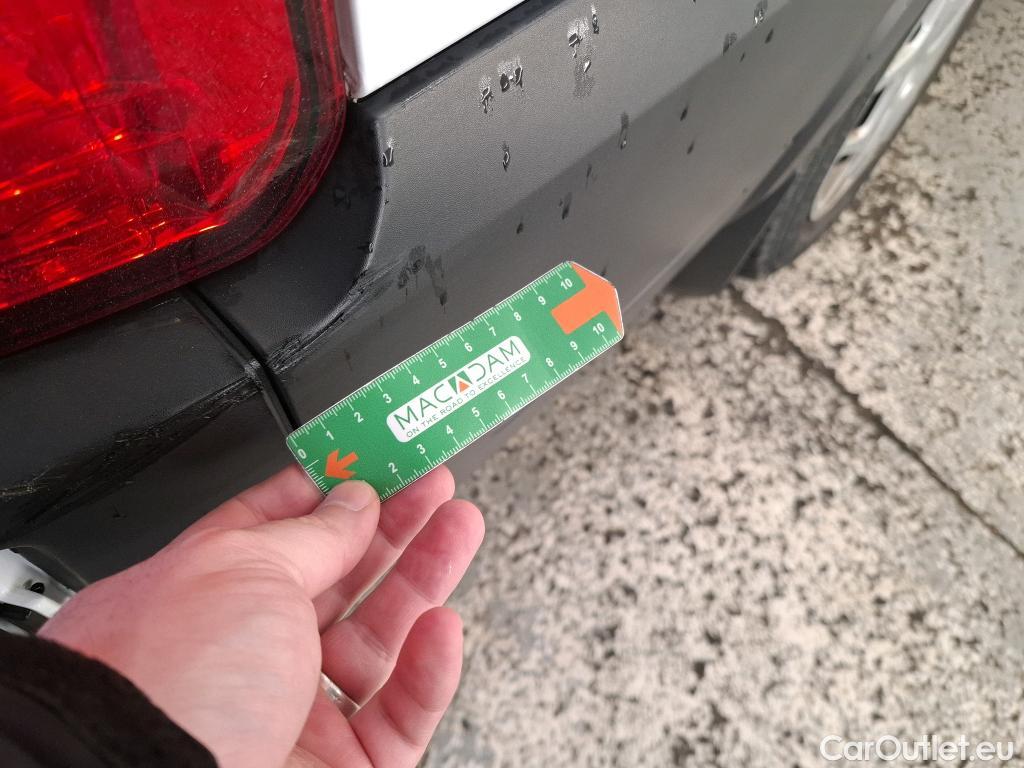 0 1 2 3 4 5 6 7 8 9 10
MACADAM
ON THE ROAD TO EXCELLENCE
2 3 4 5 6 7 8 9 10
CarOutlet.eu